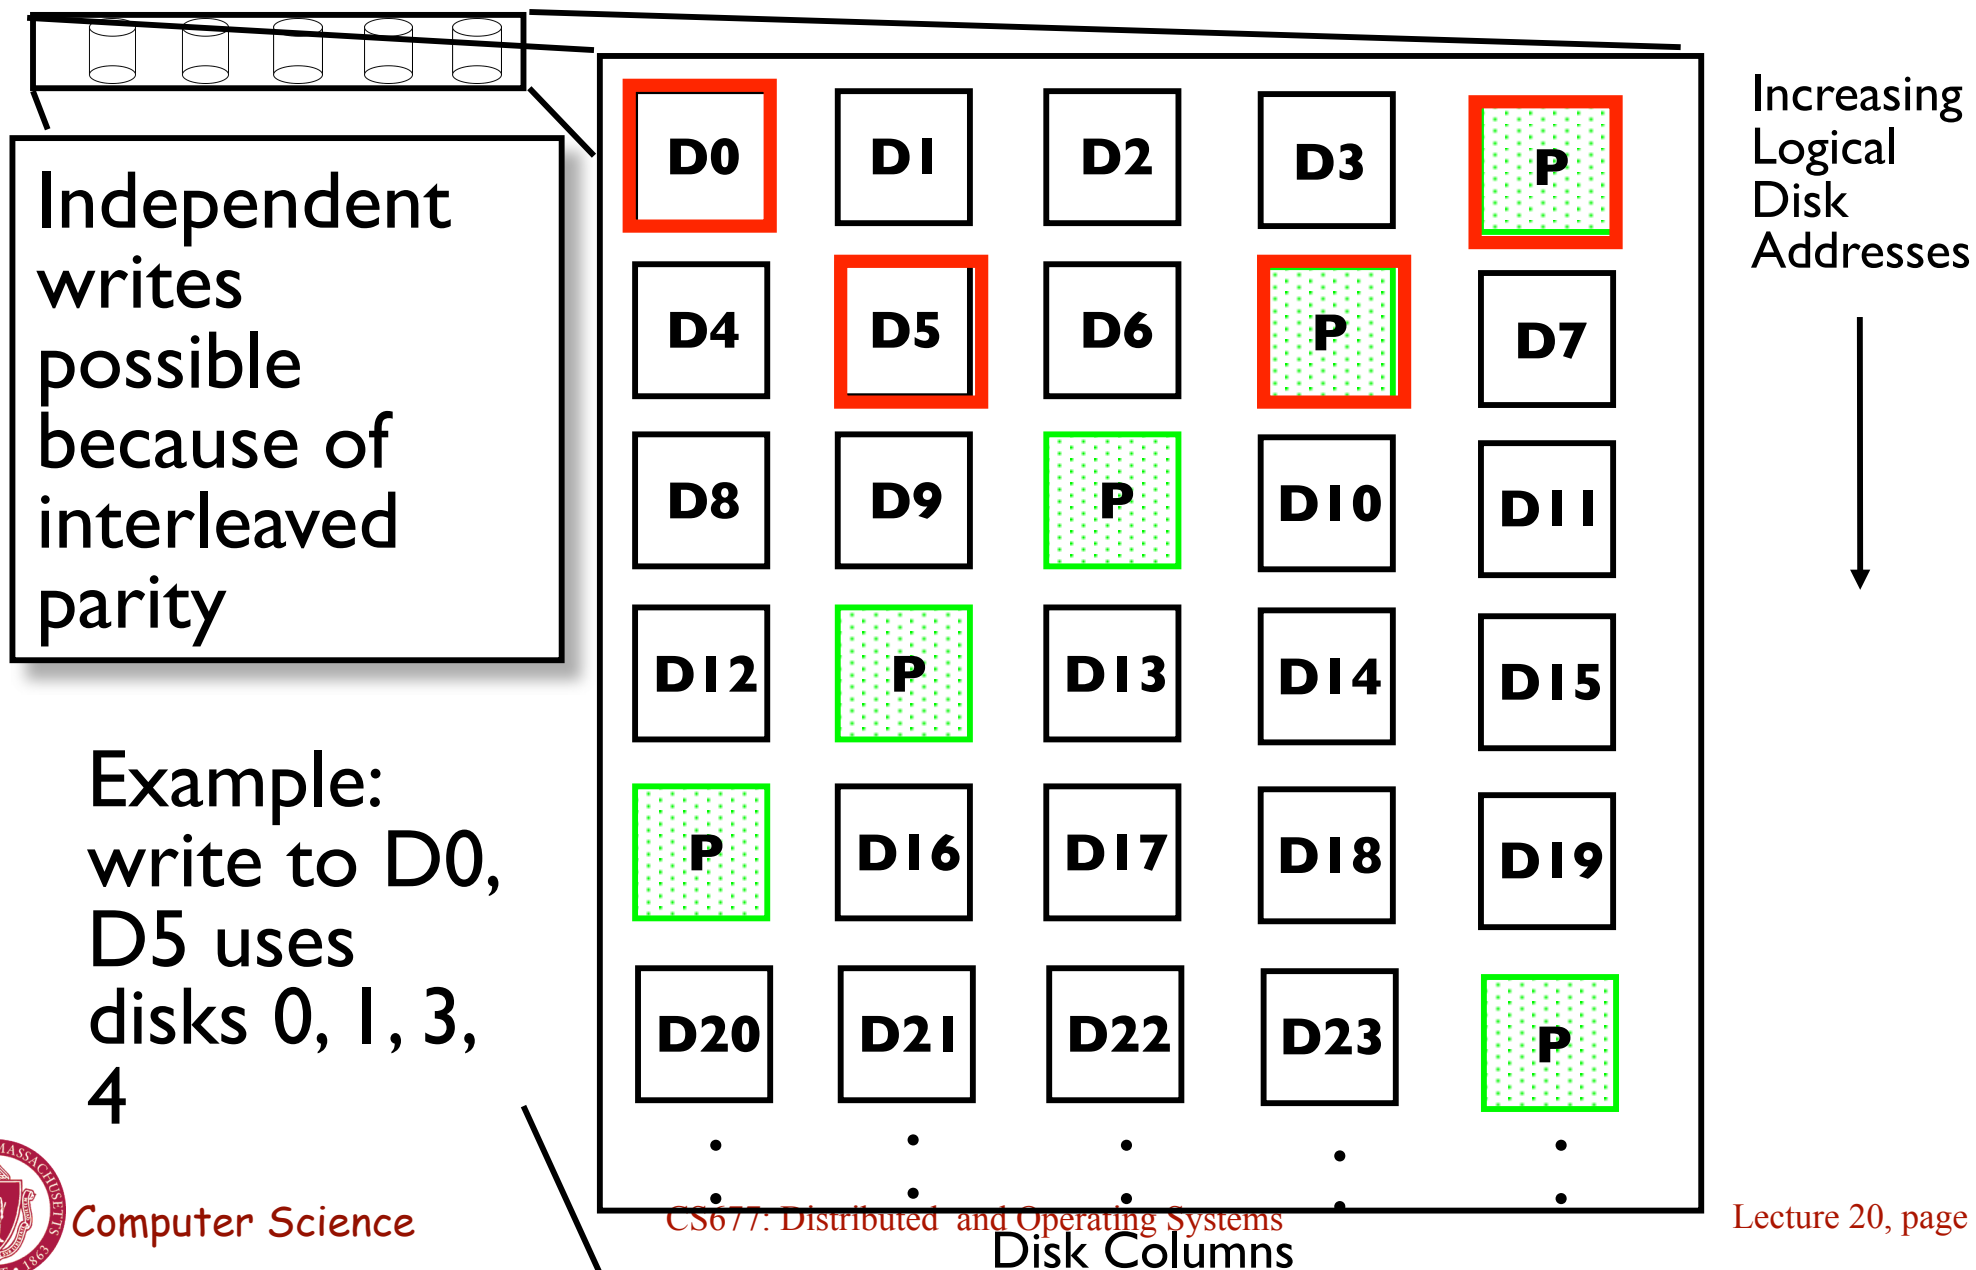 Independent
writes
possible
because of
interleaved
parity
Example:
write to D0,
D5 uses
disks 0, 1, 3,
4
D0 D1 D2 D3 P
D4 D5 D6 P D7
D8 D9 P D10 D11
D12 P D13 D14 D15
P D16 D17 D18 D19
D20 D21 D22 D23 P
Increasing
Logical
Disk
Addresses
Computer Science
CS677: Distributed and Operating Systems
Disk Columns
Lecture 20, page